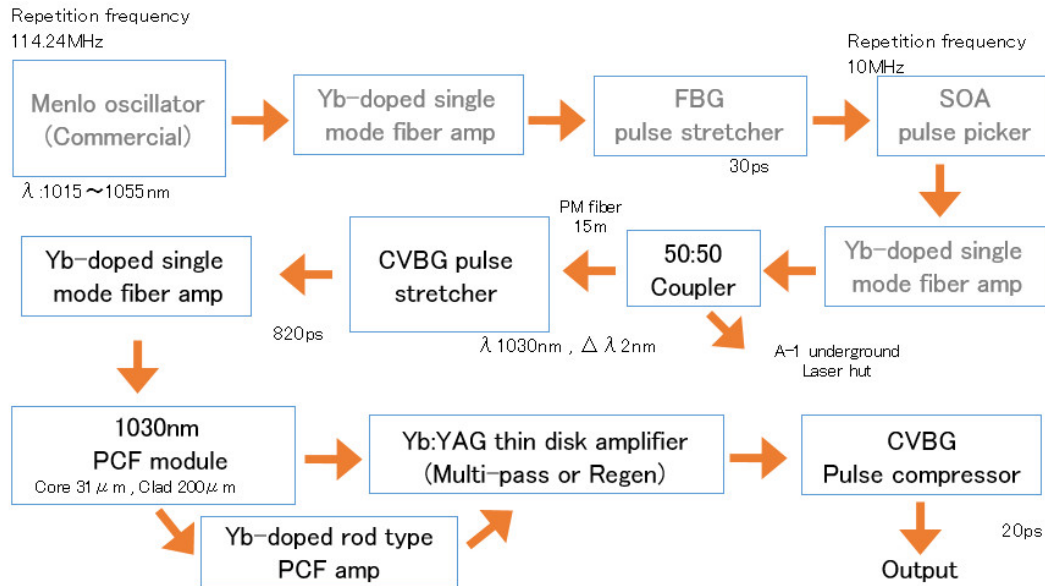 Repetition frequency
114.24MHz
Menlo oscillator
(Commercial)
λ :1015～1055nm
Yb-doped single
mode fiber amp
FBG
pulse stretcher
30ps
Repetition frequency
10MHz
SOA
pulse picker
Yb-doped single
mode fiber amp
50:50
Coupler
A-1 underground
Laser hut
PM fiber
15m
CVBG pulse
stretcher
λ 1030nm , Δ λ 2nm
820ps
Yb-doped single
mode fiber amp
1030nm
PCF module
Core 31 μ m , Clad 200μ m
Yb-doped rod type
PCF amp
Yb:YAG thin disk amplifier
(Multi-pass or Regen)
CVBG
Pulse compressor
20ps
Output